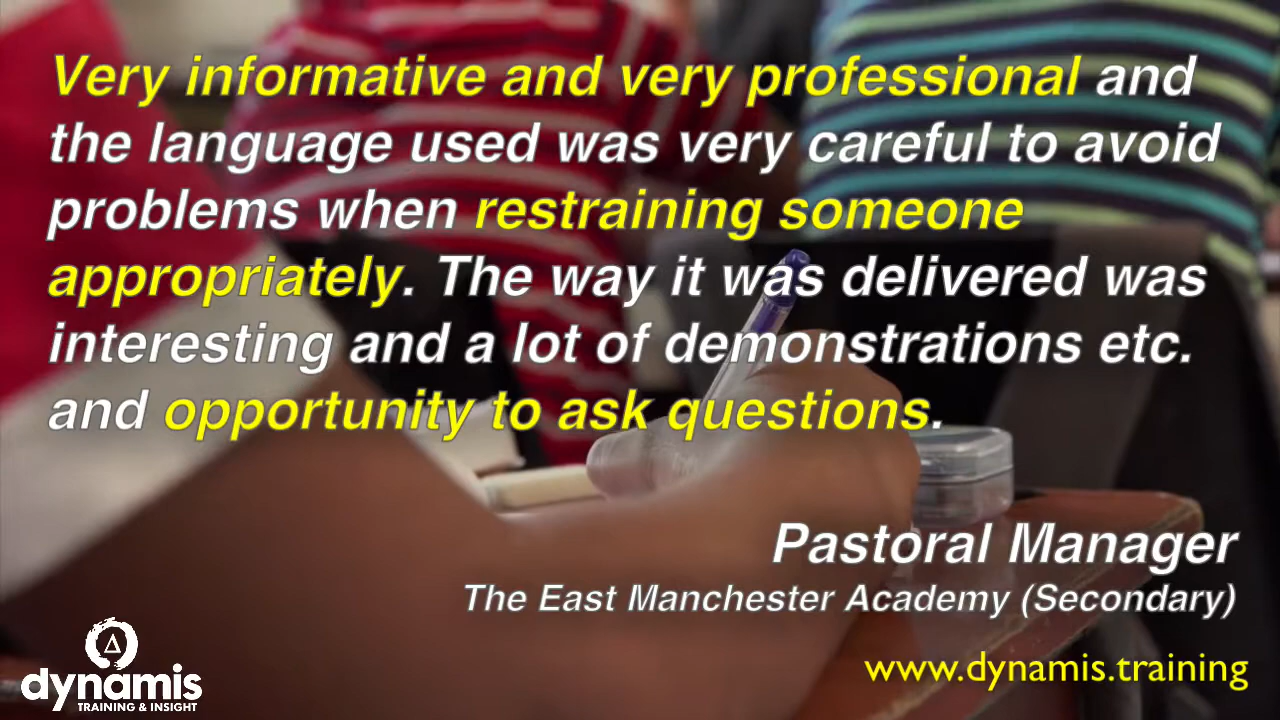 Very informative and very professional and
the language used was very careful to avoid
problems when restraining someone
appropriately. The way it was delivered was
interesting and a lot of demonstrations etc.
and opportunity to ask questions.
Pastoral Manager
The East Manchester Academy (Secondary)
www.dynamis.training
dynamis
TRAINING & INSIGHT